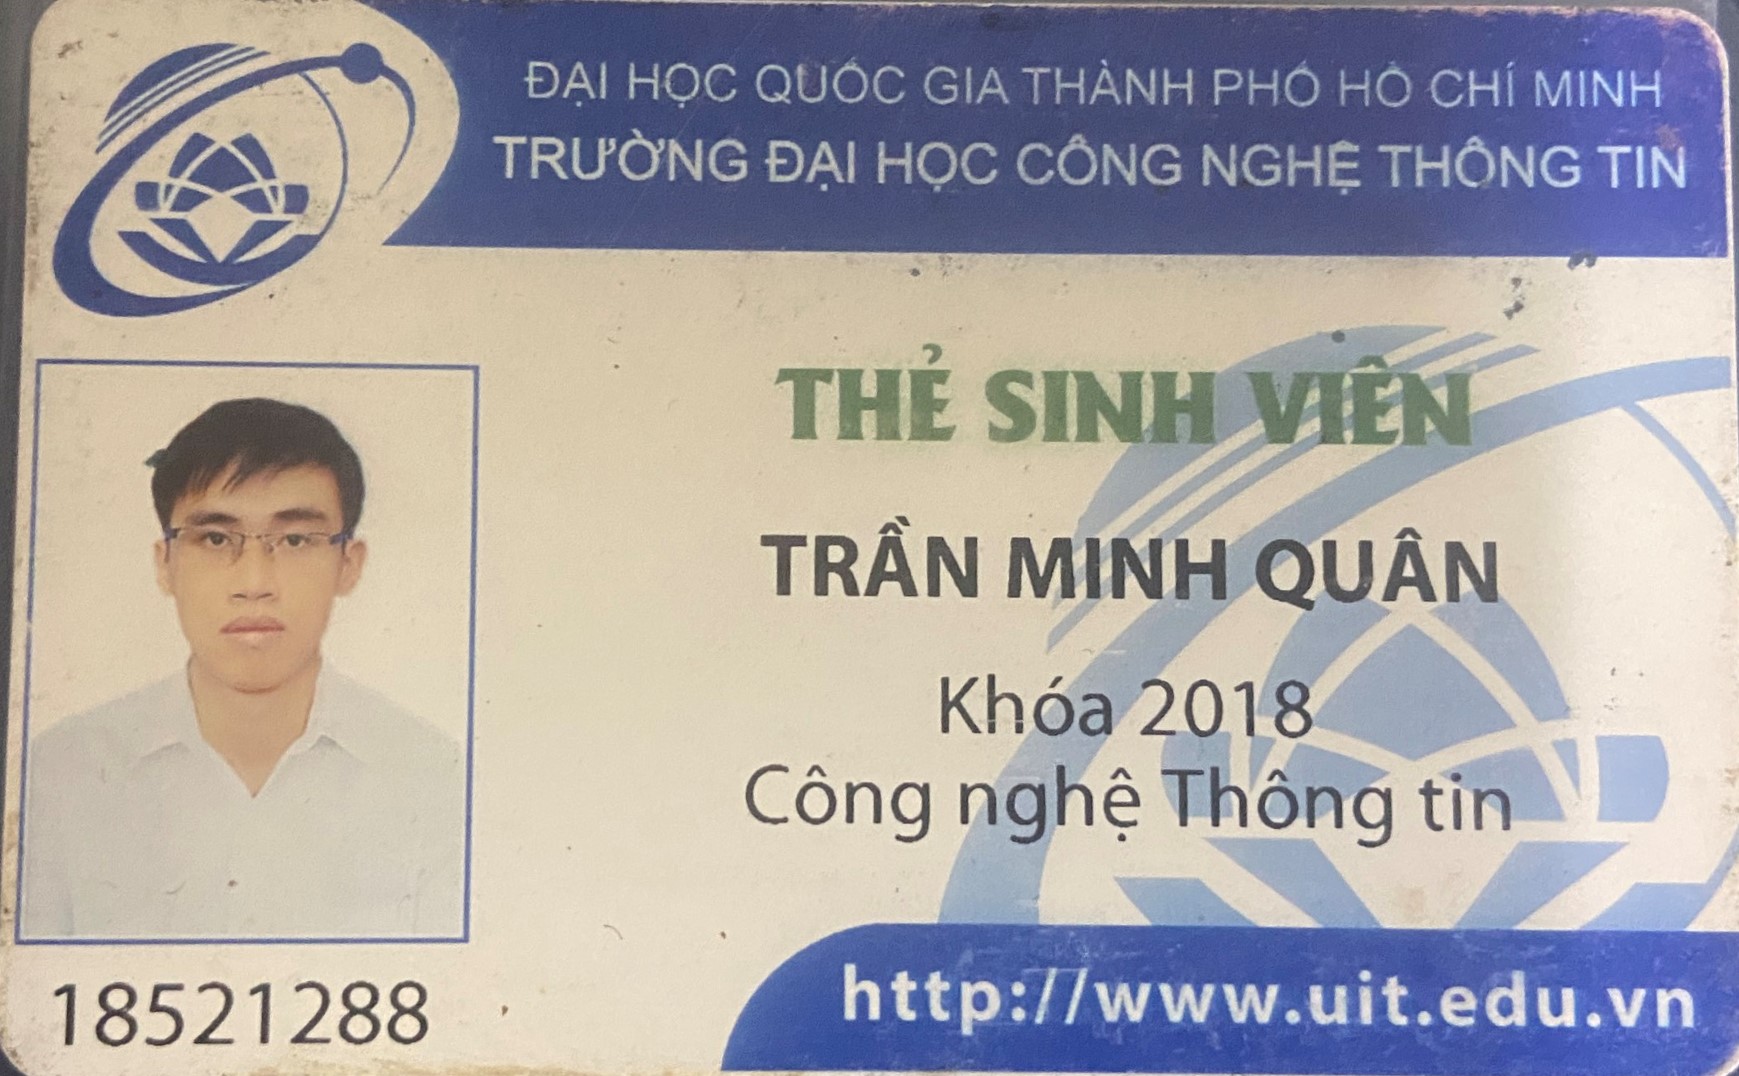 ĐẠI HỌC QUỐC GIA THÀNH PHỐ HỒ CHÍ MINH
TRƯỜNG ĐẠI HỌC CÔNG NGHỆ THÔNG TIN
THẺ SINH VIÊN
TRẦN MINH QUÂN
Khóa 2018
Công nghệ Thông tin
18521288
http://www.uit.edu.vn